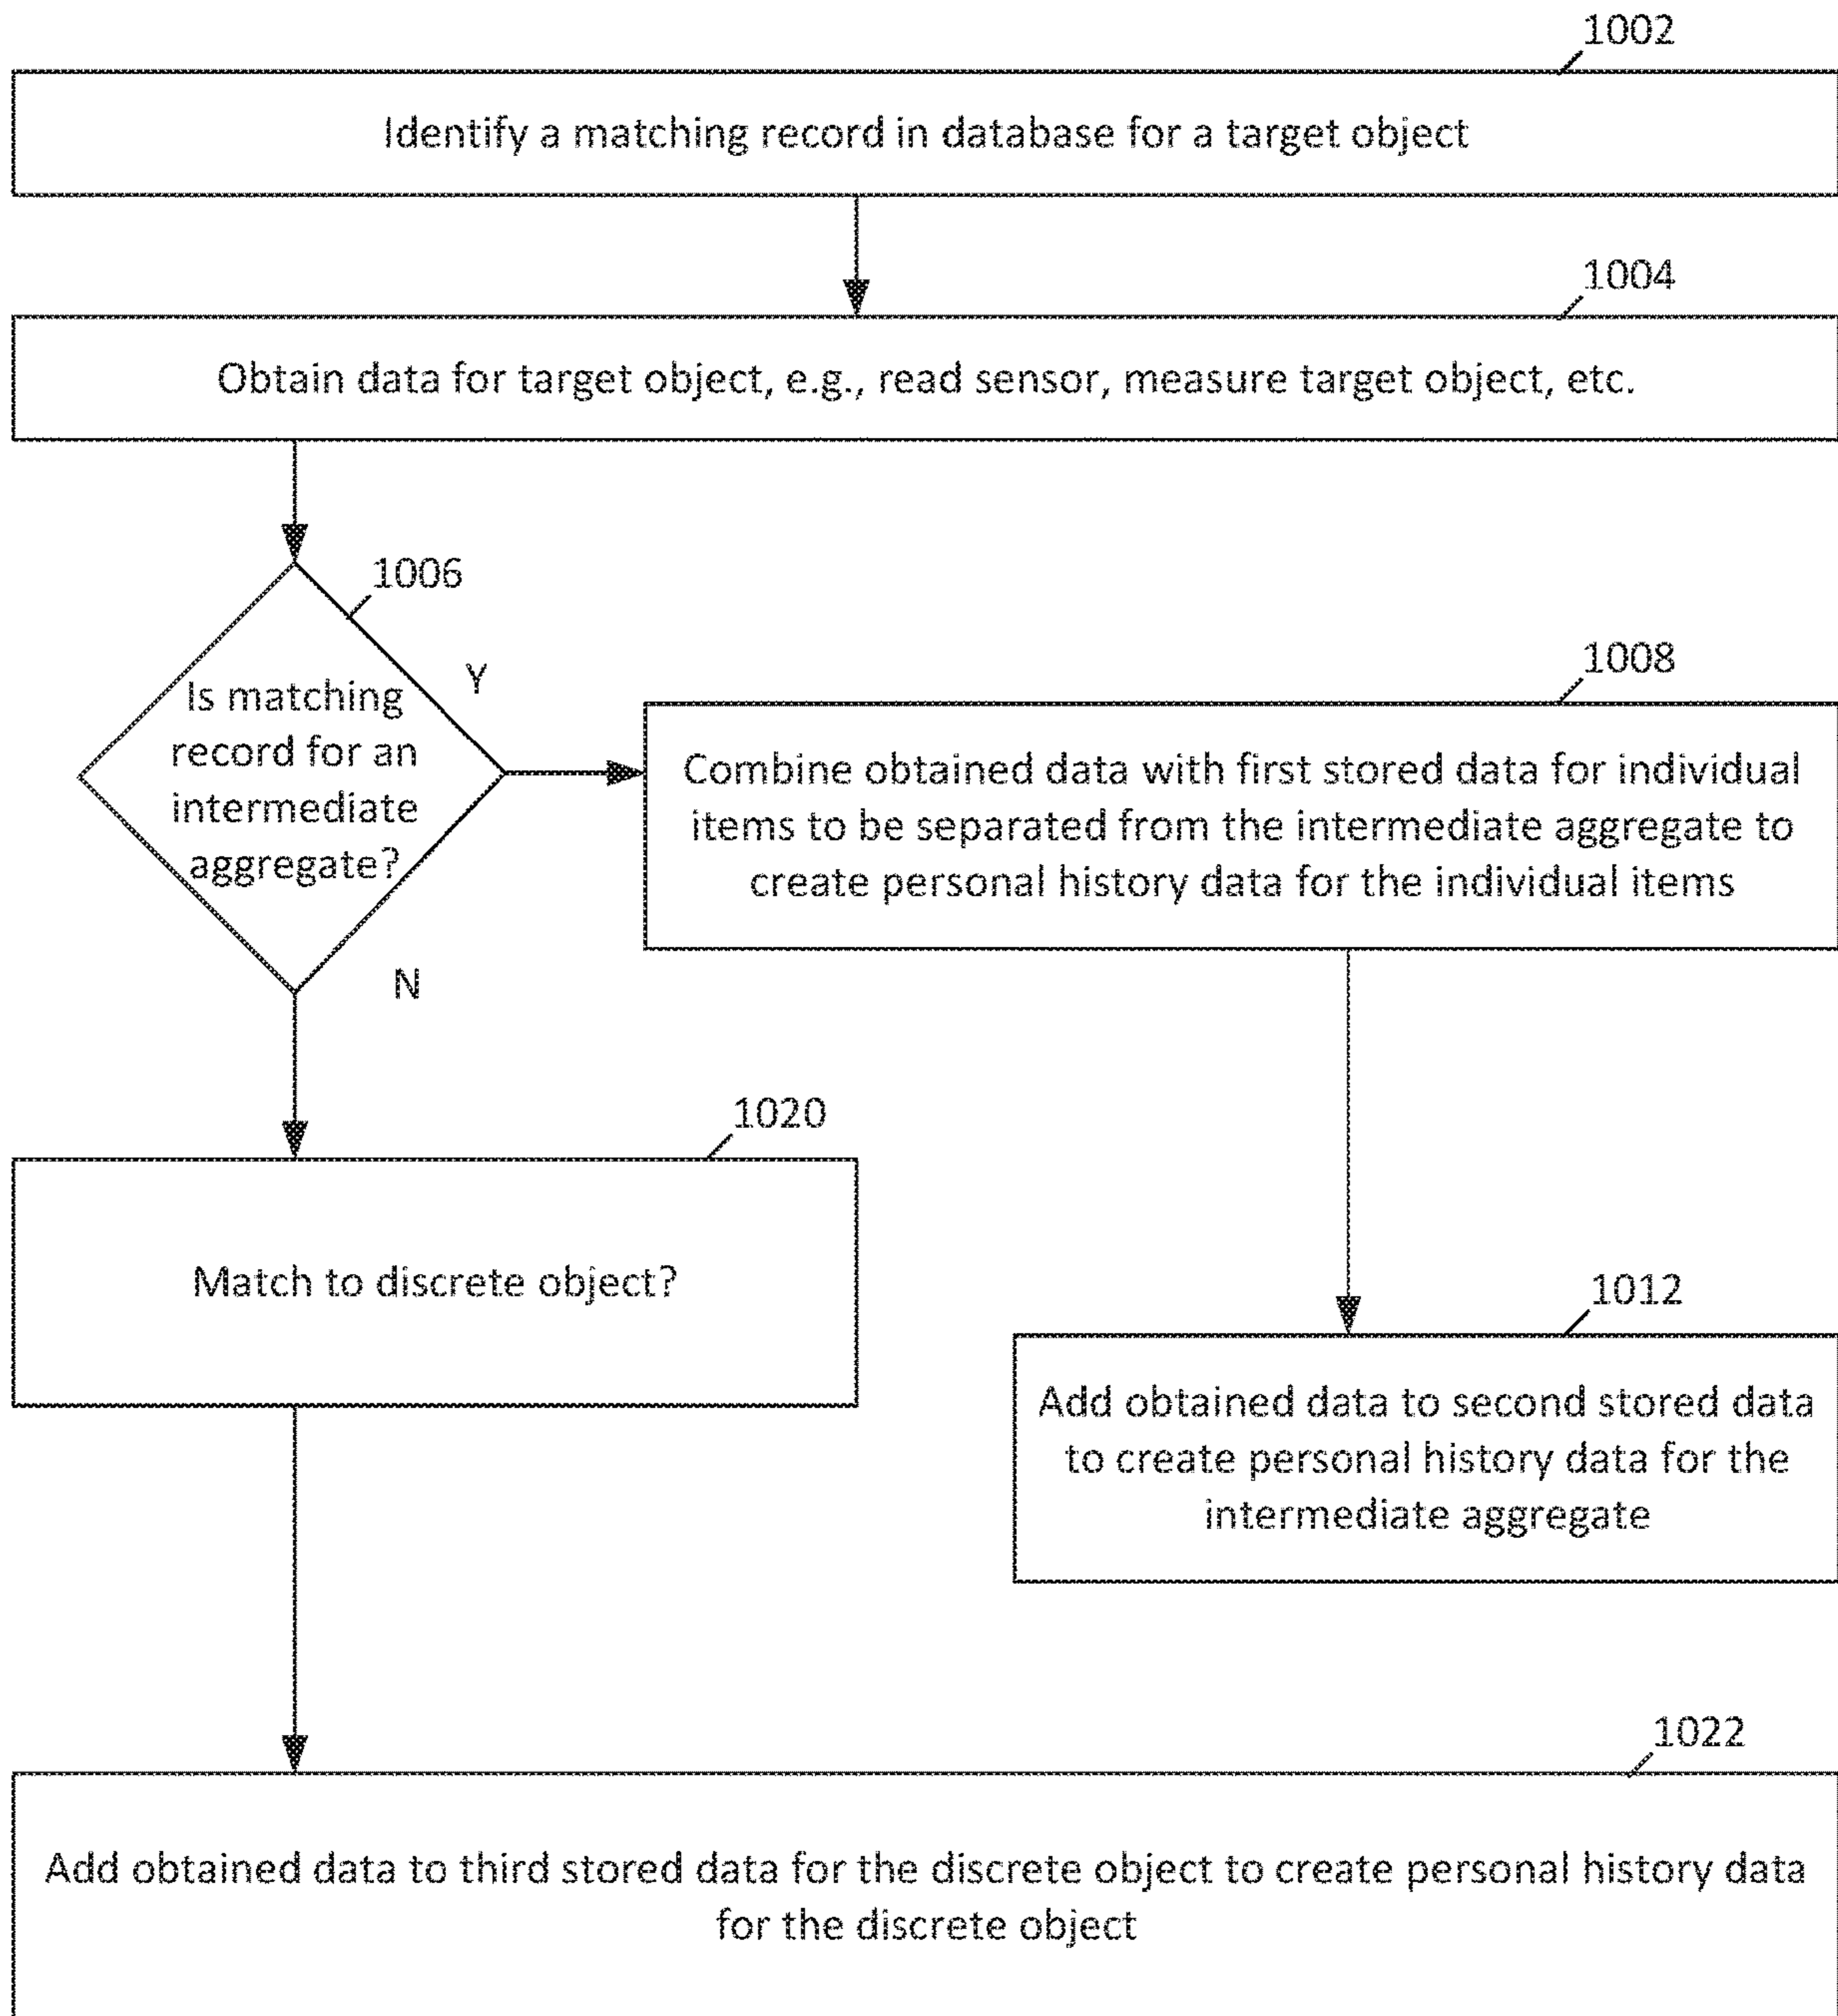 1002
Identify a matching record in database for a target object
1004
Obtain data for target object, e.g., read sensor, measure target object, etc.
1006
Y
Is matching
record for an
intermediate
aggregate?
N
1008
Combine obtained data with first stored data for individual
items to be separated from the intermediate aggregate to
create personal history data for the individual items
1020
Match to discrete object?
1012
Add obtained data to second stored data
to create personal history data for the
intermediate aggregate
1022
Add obtained data to third stored data for the discrete object to create personal history data
for the discrete object